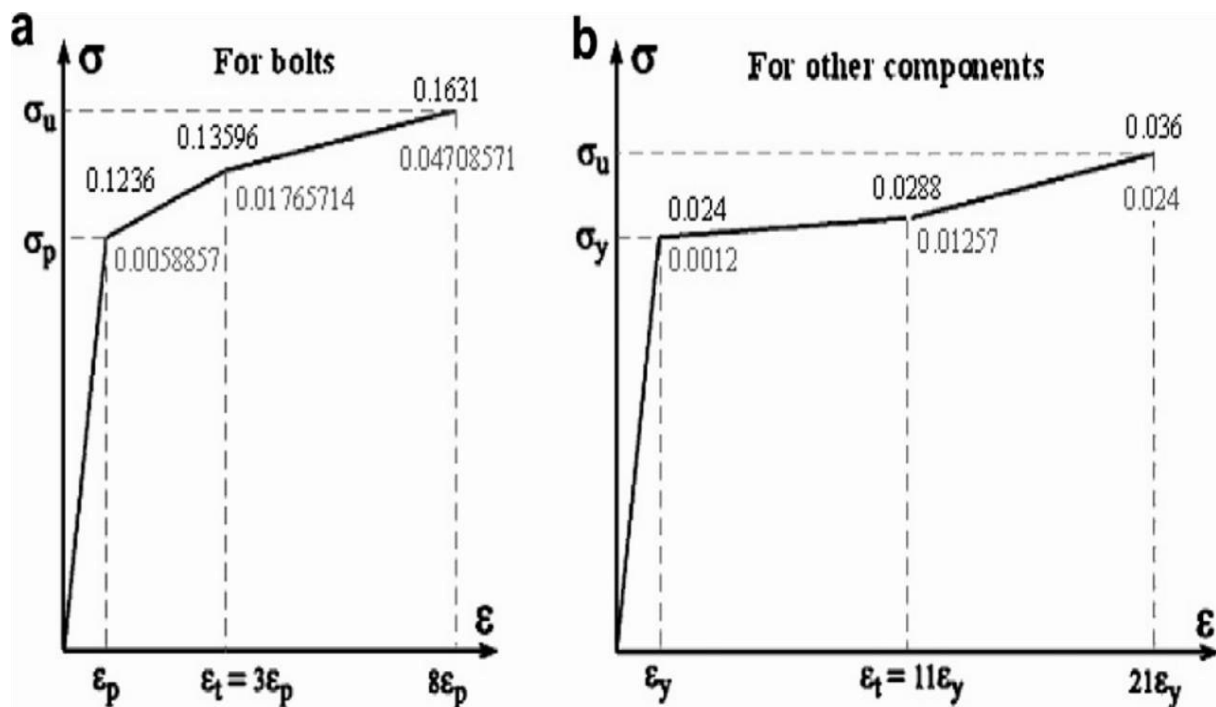 a
σ
For bolts
σu
0.1631
0.13596
0.04708571
0.1236
0.01765714
σp
0.0058857
ε
εp
εt = 3εp
8εp
b
σ
For other components
0.036
σu
0.0288
0.024
0.024
σy
0.01257
0.0012
ε
εy
εt = 11εy
21εy